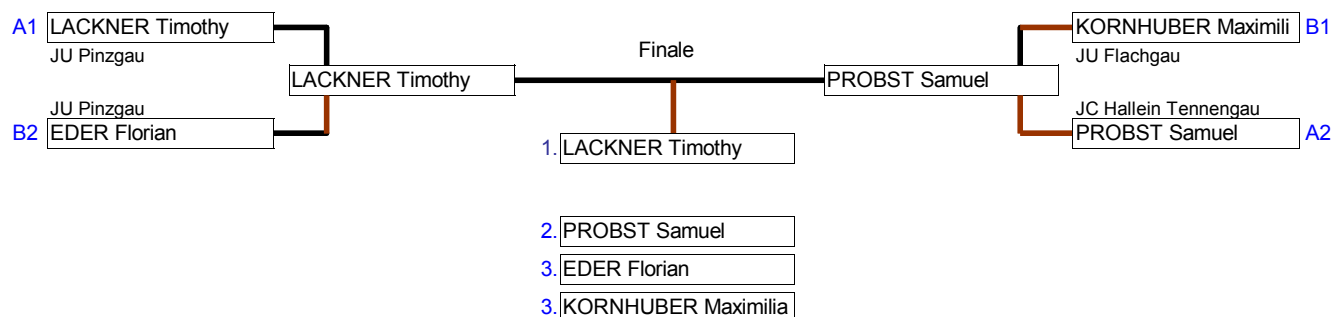 A1 LACKNER Timothy
JU Pinzgau
LACKNER Timothy
JU Pinzgau
B2 EDER Florian
Finale
KORNHUBER Maximili B1
JU Flachgau
PROBST Samuel
JC Hallein Tennengau
PROBST Samuel A2
1. LACKNER Timothy
2. PROBST Samuel
3. EDER Florian
3. KORNHUBER Maximilia